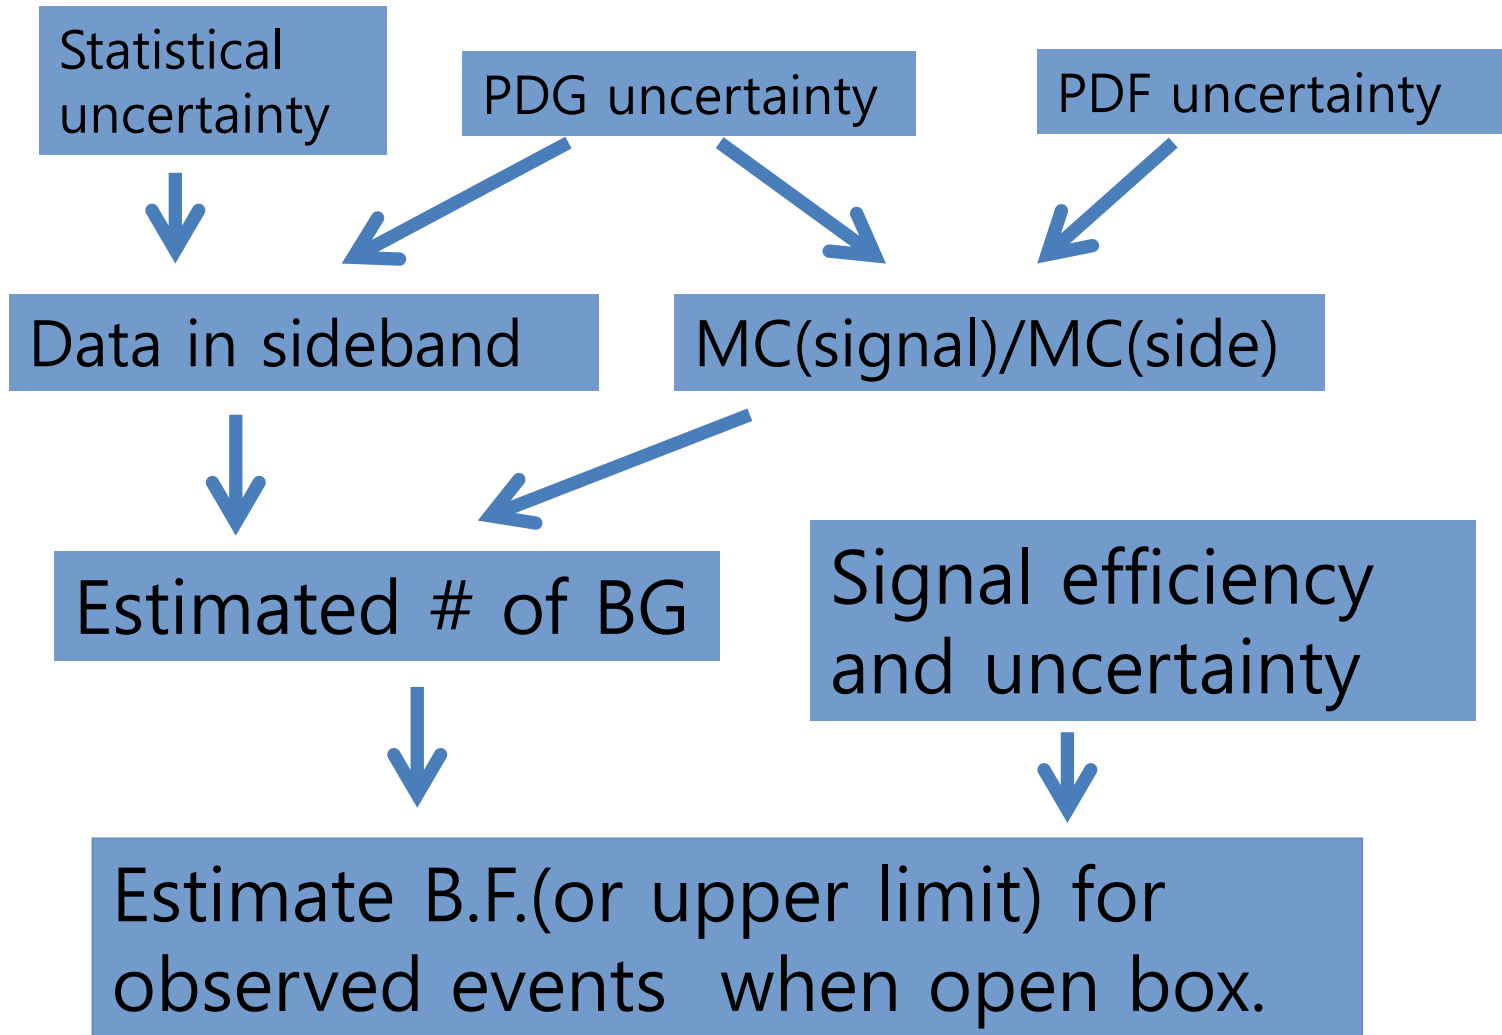 Statistical
uncertainty
PDG uncertainty
PDF uncertainty
Data in sideband
MC(signal)/MC(side)
Estimated # of BG
Signal efficiency
and uncertainty
Estimate B.F.(or upper limit) for
observed events  when open box.